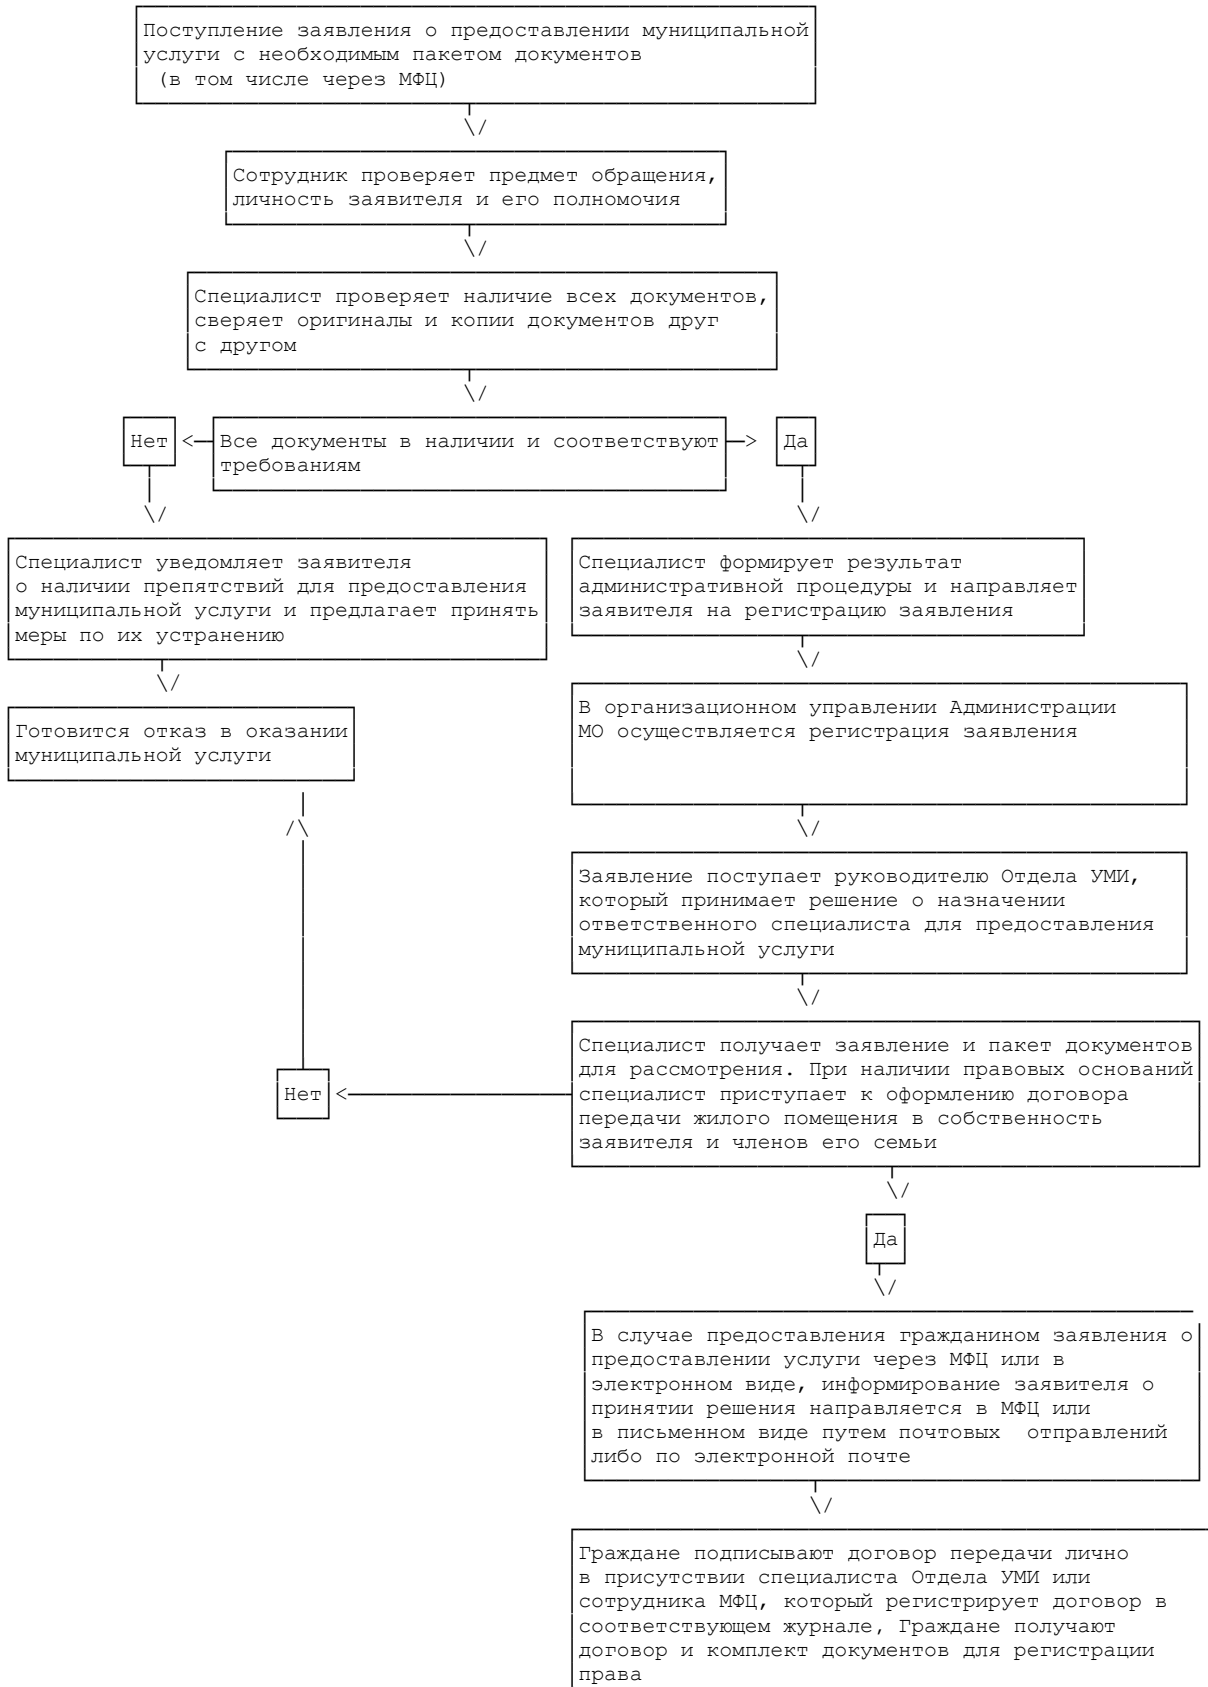 Поступление заявления о предоставлении муниципальной
услуги с необходимым пакетом документов
(в том числе через МФЦ)
Сотрудник проверяет предмет обращения,
личность заявителя и его полномочия
Специалист проверяет наличие всех документов,
сверяет оригиналы и копии документов друг
с другом
Нет
Все документы в наличии и соответствуют
требованиям
Да
Специалист уведомляет заявителя
о наличии препятствий для предоставления
муниципальной услуги и предлагает принять
меры по их устранению
Специалист формирует результат
административной процедуры и направляет
заявителя на регистрацию заявления
Готовится отказ в оказании
муниципальной услуги
В организационном управлении Администрации
МО осуществляется регистрация заявления
Заявление поступает руководителю Отдела УМИ,
который принимает решение о назначении
ответственного специалиста для предоставления
муниципальной услуги
Нет
Специалист получает заявление и пакет документов
для рассмотрения. При наличии правовых оснований
специалист приступает к оформлению договора
передачи жилого помещения в собственность
заявителя и членов его семьи
Да
В случае предоставления гражданином заявления о
предоставлении услуги через МФЦ или в
электронном виде, информирование заявителя о
принятии решения направляется в МФЦ или
в письменном виде путем почтовых  отправлений
либо по электронной почте
Граждане подписывают договор передачи лично
в присутствии специалиста Отдела УМИ или
сотрудника МФЦ, который регистрирует договор в
соответствующем журнале, Граждане получают
договор и комплект документов для регистрации
права